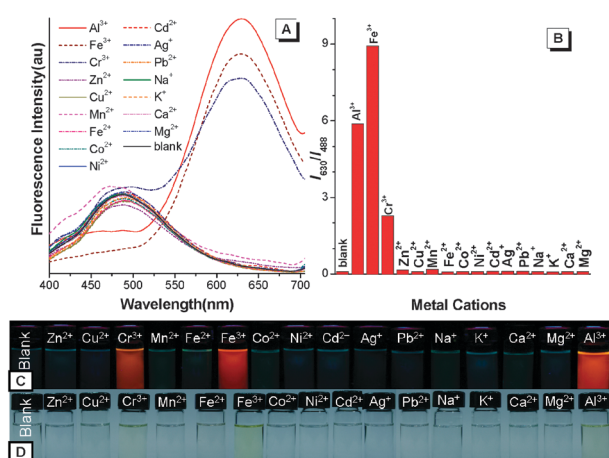 A
Al³⁺
Fe³⁺
Cr³⁺
Zn²⁺
Cu²⁺
Mn²⁺
Fe²⁺
Co²⁺
Ni²⁺
Cd²⁺
Ag⁺
Pb²⁺
Na⁺
K⁺
Ca²⁺
Mg²⁺
blank
Fluorescence Intensity(au)
400 450 500 550 600 650 700
Wavelength(nm)
B
I₆₃₀/I₄₈₈
0
3
6
9
blank
Al³⁺
Fe³⁺
Cr³⁺
Zn²⁺
Cu²⁺
Mn²⁺
Fe²⁺
Co²⁺
Ni²⁺
Cd²⁺
Ag⁺
Pb²⁺
Na⁺
K⁺
Ca²⁺
Mg²⁺
Metal Cations
C
Blank Zn²⁺ Cu²⁺ Cr³⁺ Mn²⁺ Fe²⁺ Fe³⁺ Co²⁺ Ni²⁺ Cd²⁻ Ag⁺ Pb²⁺ Na⁺ K⁺ Ca²⁺ Mg²⁺ Al³⁺
D
Blank Zn²⁺ Cu²⁺ Cr³⁺ Mn²⁺ Fe²⁺ Fe³⁺ Co²⁺ Ni²⁺ Cd²⁺ Ag⁺ Pb²⁺ Na⁺ K⁺ Ca²⁺ Mg²⁺ Al³⁺